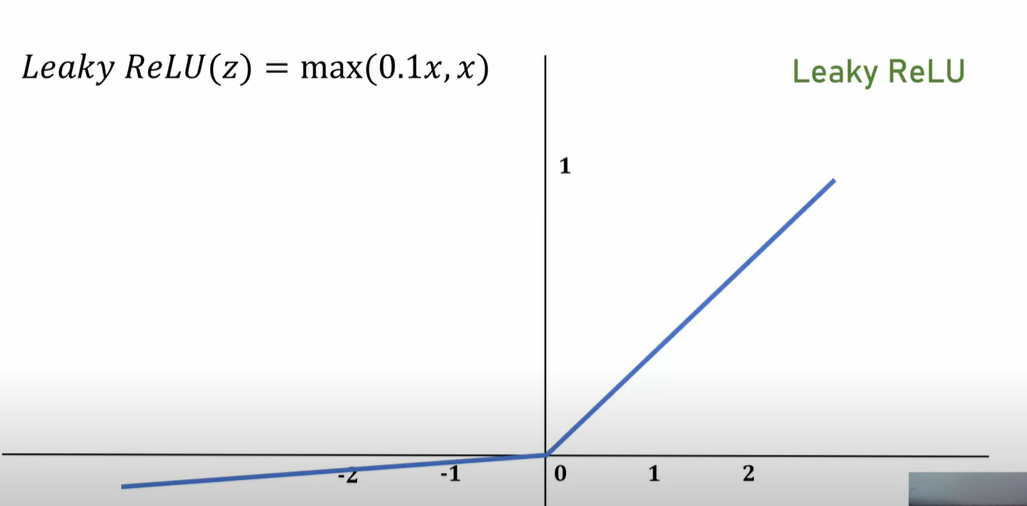 Leaky ReLU(z) = max(0.1x, x)
Leaky ReLU
1
-2 -1 0 1 2